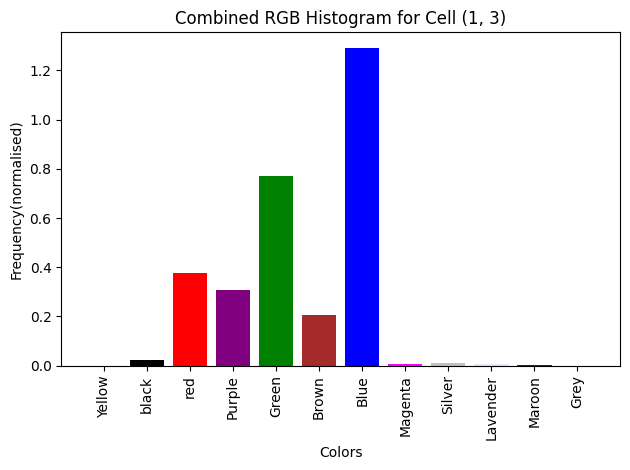 Combined RGB Histogram for Cell (1, 3)
Frequency(normalised)
1.2
1.0
0.8
0.6
0.4
0.2
0.0
Yellow
black
red
Purple
Green
Brown
Blue
Magenta
Silver
Lavender
Maroon
Grey
Colors